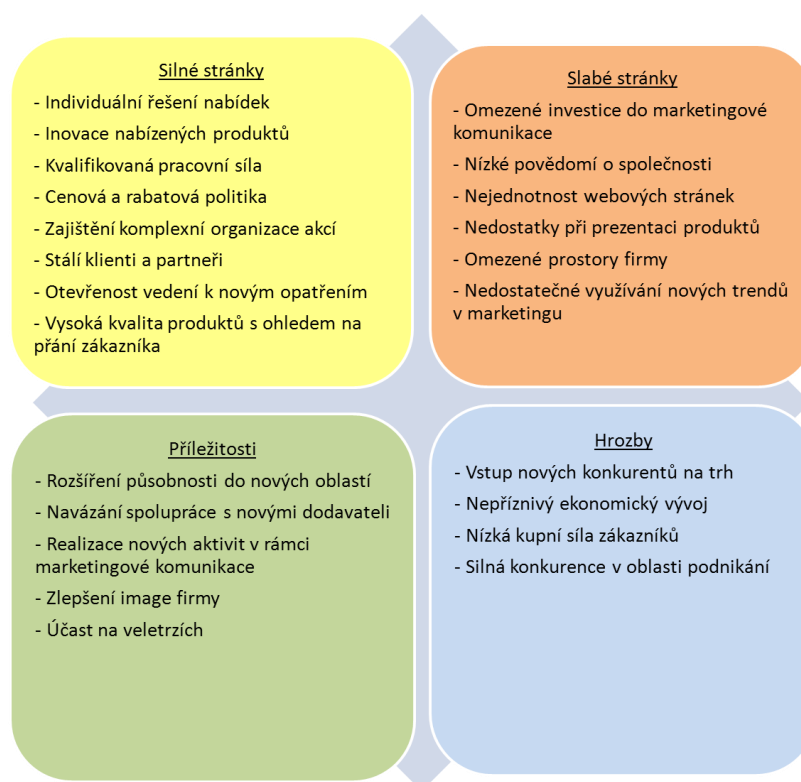 Silné stránky
- Individuální řešení nabídek
- Inovace nabízených produktů
- Kvalifikovaná pracovní síla
- Cenová a rabatová politika
- Zajištění komplexní organizace akcí
- Stálí klienti a partneři
- Otevřenost vedení k novým opatřením
- Vysoká kvalita produktů s ohledem na
přání zákazníka
Slabé stránky
- Omezené investice do marketingové
komunikace
- Nízké povědomí o společnosti
- Nejednotnost webových stránek
- Nedostatky při prezentaci produktů
- Omezené prostory firmy
- Nedostatečné využívání nových trendů
v marketingu
Příležitosti
- Rozšíření působnosti do nových oblastí
- Navázání spolupráce s novými dodavateli
- Realizace nových aktivit v rámci
marketingové komunikace
- Zlepšení image firmy
- Účast na veletrzích
Hrozby
- Vstup nových konkurentů na trh
- Nepříznivý ekonomický vývoj
- Nízká kupní síla zákazníků
- Silná konkurence v oblasti podnikání